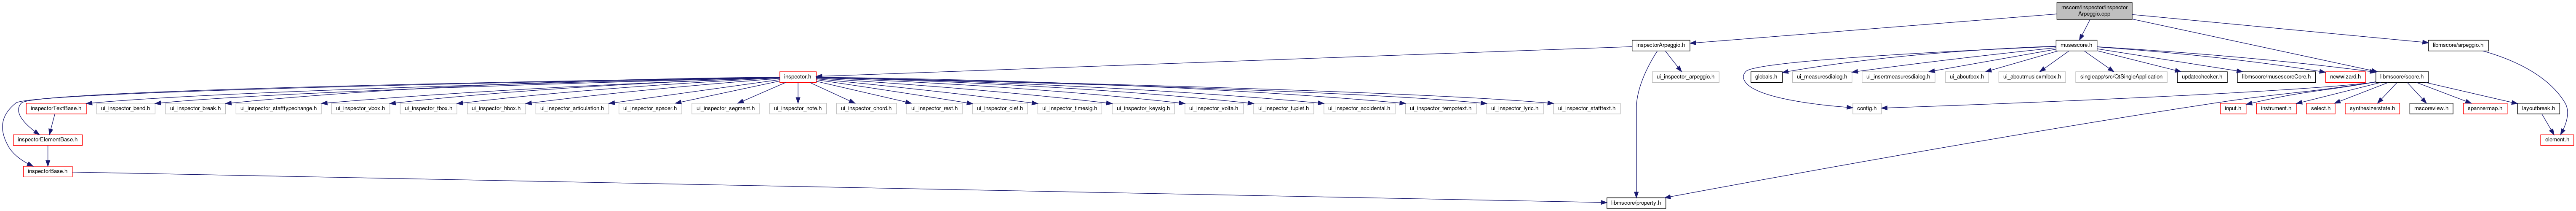 mscore/inspector/inspector
Arpeggio.cpp
inspectorArpeggio.h
musescore.h
libmscore/arpeggio.h
inspector.h
ui_inspector_arpeggio.h
globals.h
ui_measuresdialog.h
ui_insertmeasuresdialog.h
ui_aboutbox.h
ui_aboutmusicxmlbox.h
singleapp/src/QtSingleApplication
updatechecker.h
libmscore/musescoreCore.h
newwizard.h
libmscore/score.h
inspectorTextBase.h
ui_inspector_bend.h
ui_inspector_break.h
ui_inspector_stafftypechange.h
ui_inspector_vbox.h
ui_inspector_tbox.h
ui_inspector_hbox.h
ui_inspector_articulation.h
ui_inspector_spacer.h
ui_inspector_segment.h
ui_inspector_note.h
ui_inspector_chord.h
ui_inspector_rest.h
ui_inspector_clef.h
ui_inspector_timesig.h
ui_inspector_keysig.h
ui_inspector_volta.h
ui_inspector_tuplet.h
ui_inspector_accidental.h
ui_inspector_tempotext.h
ui_inspector_lyric.h
ui_inspector_stafftext.h
config.h
input.h
instrument.h
select.h
synthesizerstate.h
mscoreview.h
spannermap.h
layoutbreak.h
inspectorElementBase.h
element.h
inspectorBase.h
libmscore/property.h